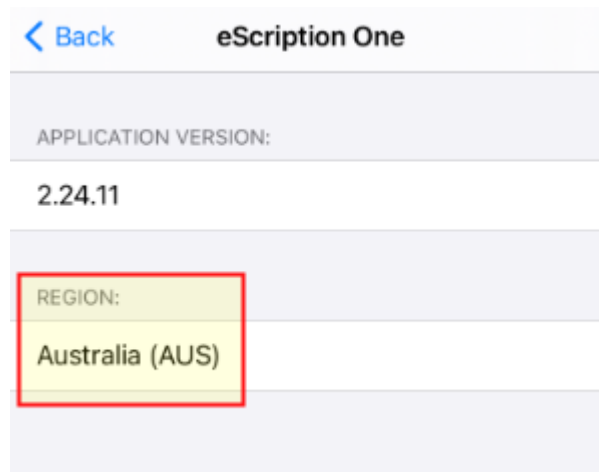 Back eScription One
APPLICATION VERSION:
2.24.11
REGION:
Australia (AUS)